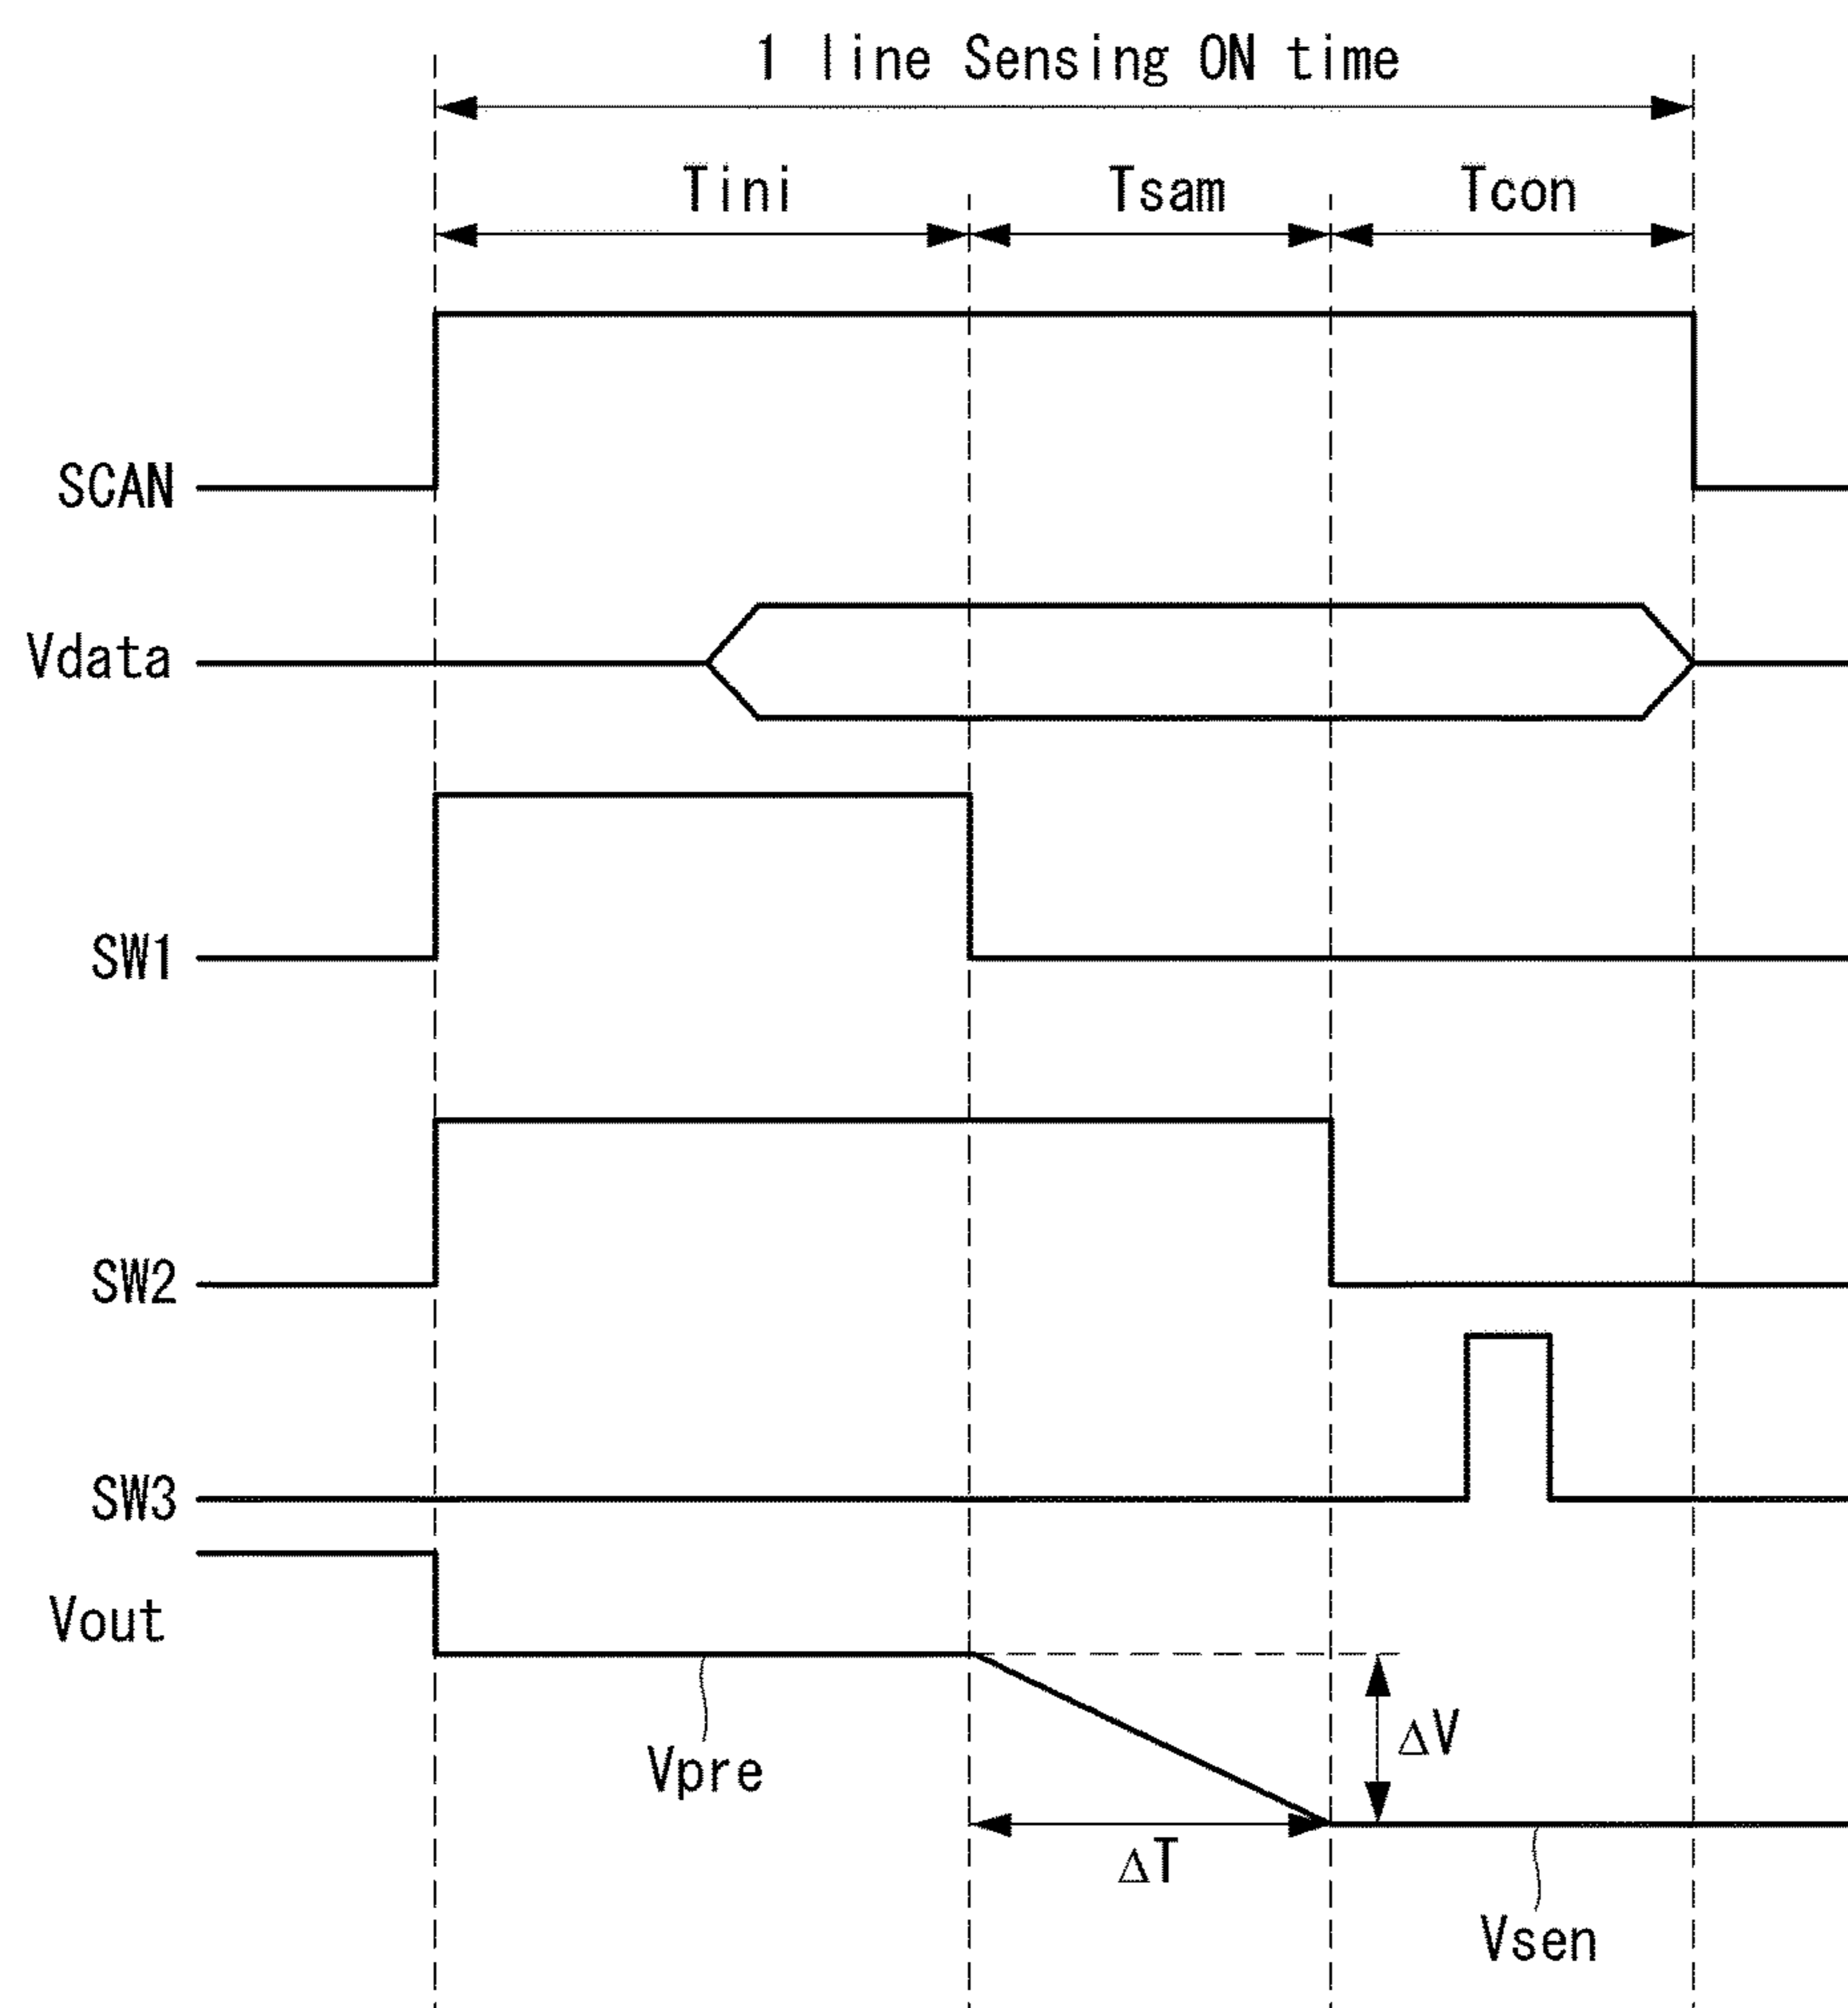 1 line Sensing ON time
Tini
Tsam
Tcon
SCAN
Vdata
SW1
SW2
SW3
Vout
Vpre
ΔV
ΔT
Vsen